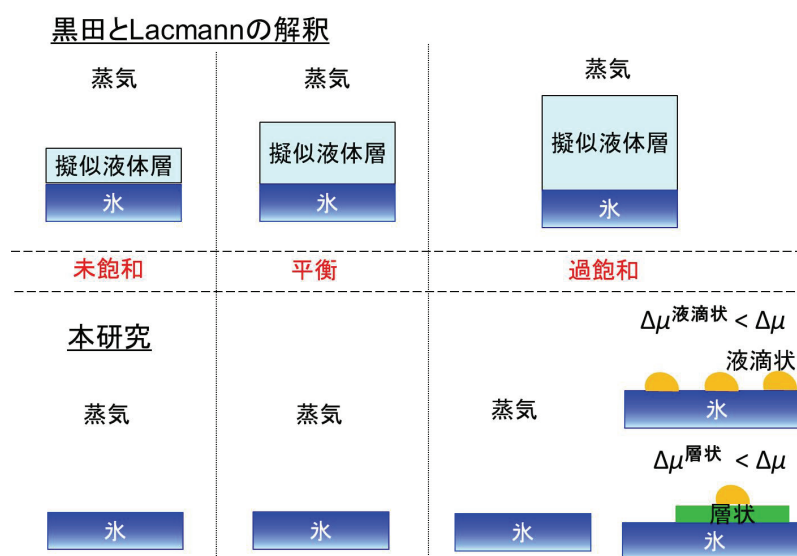 黒田とLacmannの解釈
蒸気
蒸気
蒸気
擬似液体層
擬似液体層
擬似液体層
氷
氷
氷
未飽和
平衡
過飽和
本研究
Δμ液滴状 < Δμ
液滴状
蒸気
蒸気
蒸気
氷
Δμ層状 < Δμ
層状
氷
氷
氷
氷